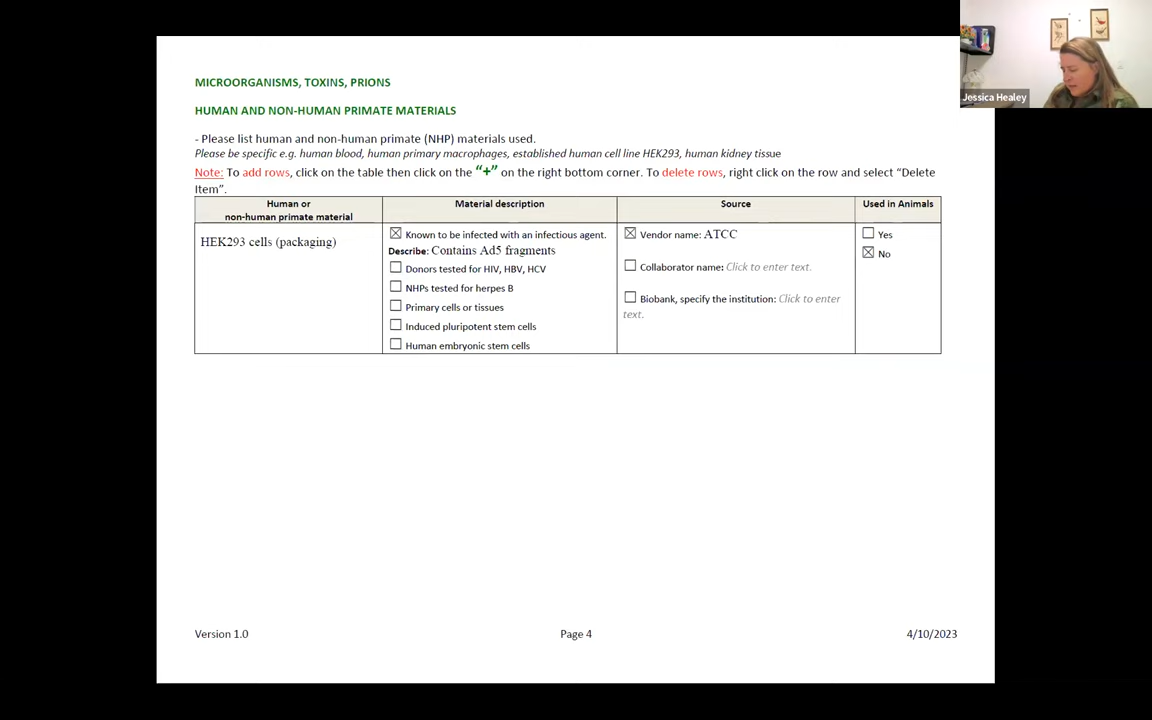 Jessica Healey
MICROORGANISMS, TOXINS, PRIONS
HUMAN AND NON-HUMAN PRIMATE MATERIALS
- Please list human and non-human primate (NHP) materials used.
Please be specific e.g. human blood, human primary macrophages, established human cell line HEK293, human kidney tissue
Note: To add rows, click on the table then click on the "+" on the right bottom corner. To delete rows, right click on the row and select "Delete
Item".
Human or
non-human primate material
Material description
Source
Used in Animals
HEK293 cells (packaging)
☒ Known to be infected with an infectious agent.
Describe: Contains Ad5 fragments
☐ Donors tested for HIV, HBV, HCV
☐ NHPs tested for herpes B
☐ Primary cells or tissues
☐ Induced pluripotent stem cells
☐ Human embryonic stem cells
☒ Vendor name: ATCC
☐ Collaborator name: Click to enter text.
☐ Biobank, specify the institution: Click to enter
text.
☐ Yes
☒ No
Version 1.0
Page 4
4/10/2023